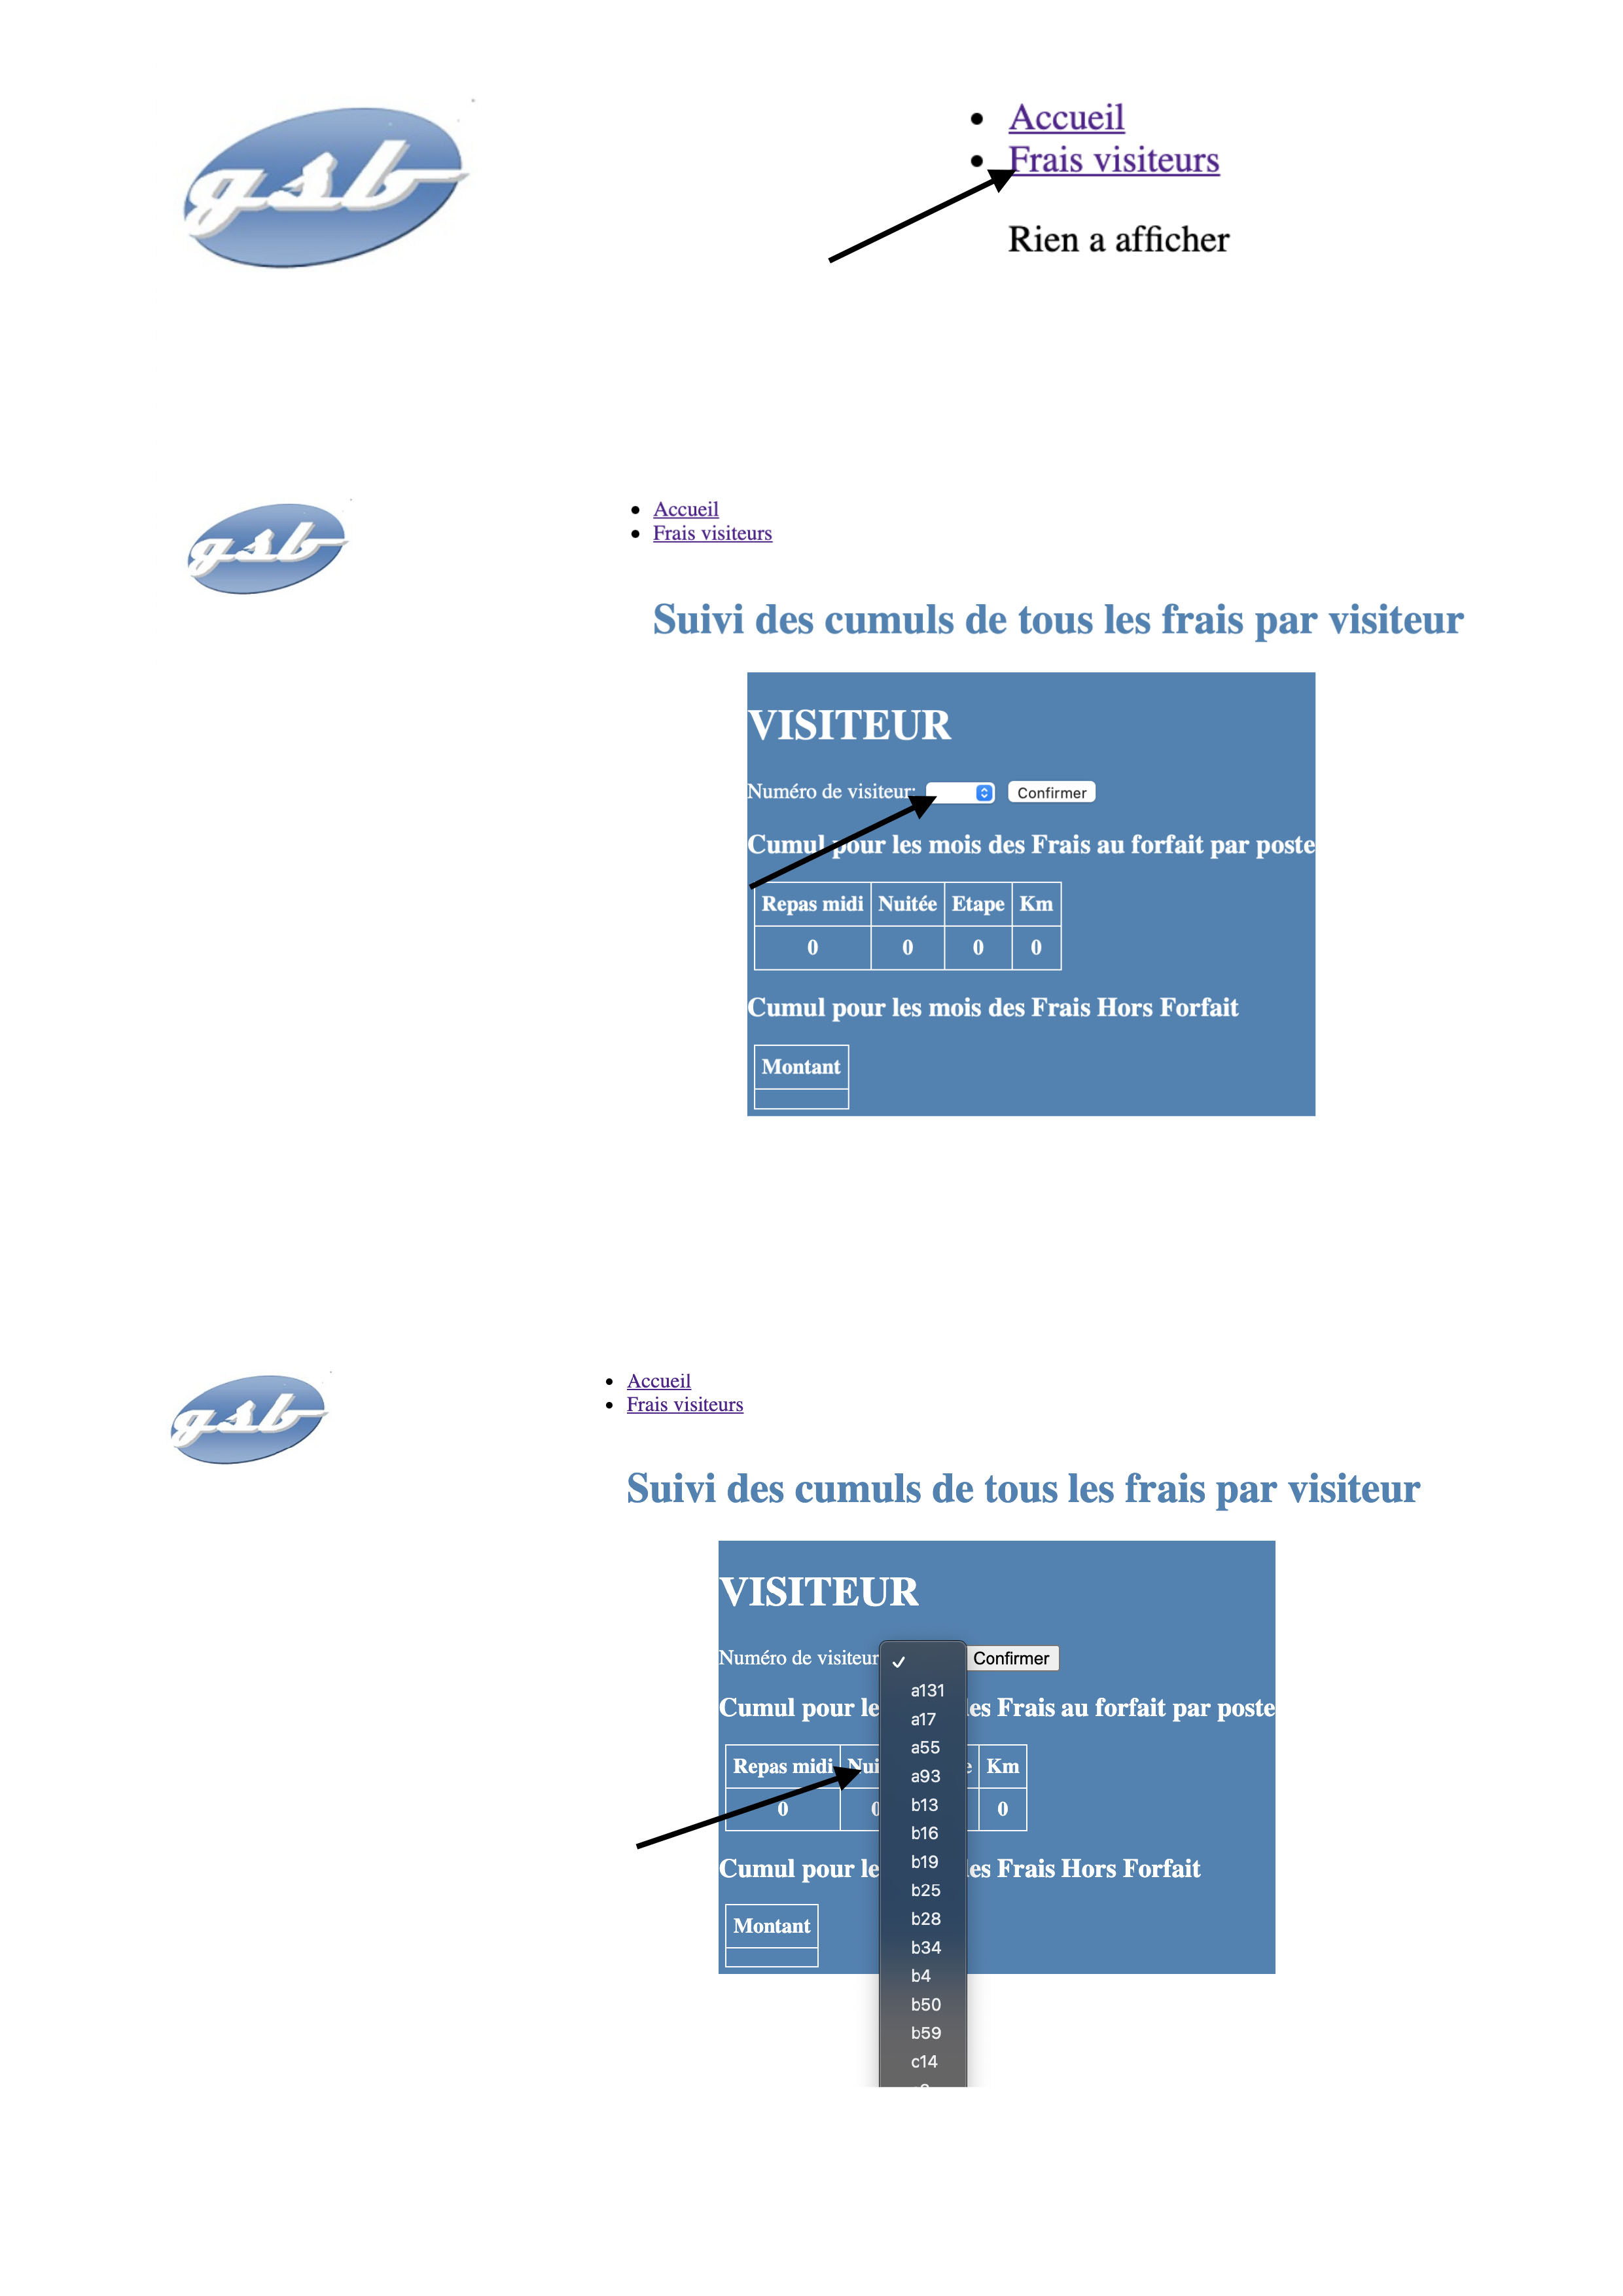 gsb
Accueil
Frais visiteurs
Rien a afficher
gsb
Accueil
Frais visiteurs
Suivi des cumuls de tous les frais par visiteur
VISITEUR
Numéro de visiteur: Confirmer
Cumul pour les mois des Frais au forfait par poste
Repas midi Nuitée Etape Km
0 0 0 0
Cumul pour les mois des Frais Hors Forfait
Montant
gsb
Accueil
Frais visiteurs
Suivi des cumuls de tous les frais par visiteur
VISITEUR
Numéro de visiteur Confirmer
a131
Cumul pour le es Frais au forfait par poste
a17
a55
Repas midi Nui e Km
a93
b13
0 0 0
b16
b19
Cumul pour le es Frais Hors Forfait
b25
b28
Montant
b34
b4
b50
b59
c14